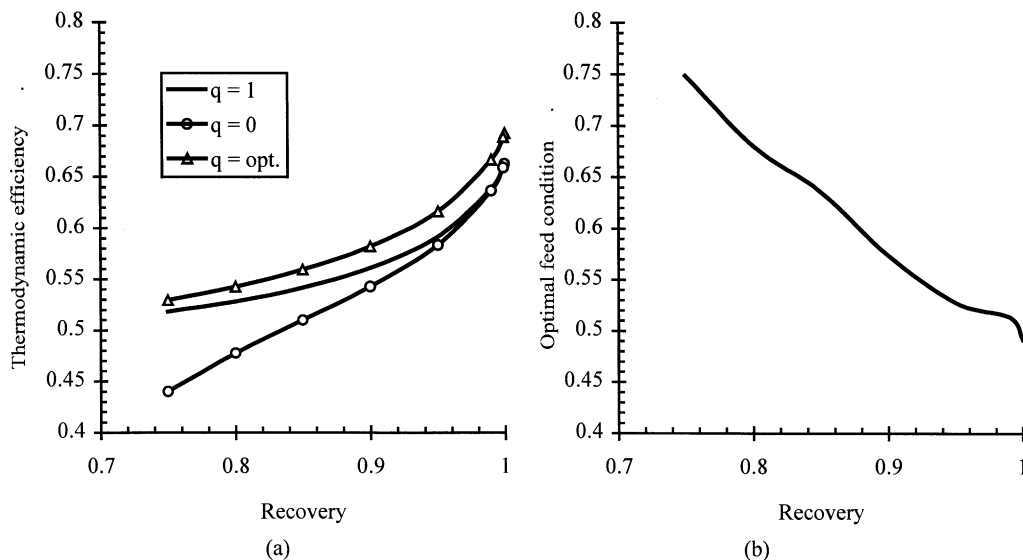 0.8
0.75
0.7
0.65
0.6
0.55
0.5
0.45
0.4
Thermodynamic efficiency
q = 1
q = 0
q = opt.
0.7
0.8
0.9
1
Recovery
(a)
0.8
0.75
0.7
0.65
0.6
0.55
0.5
0.45
0.4
Optimal feed condition
0.7
0.8
0.9
1
Recovery
(b)